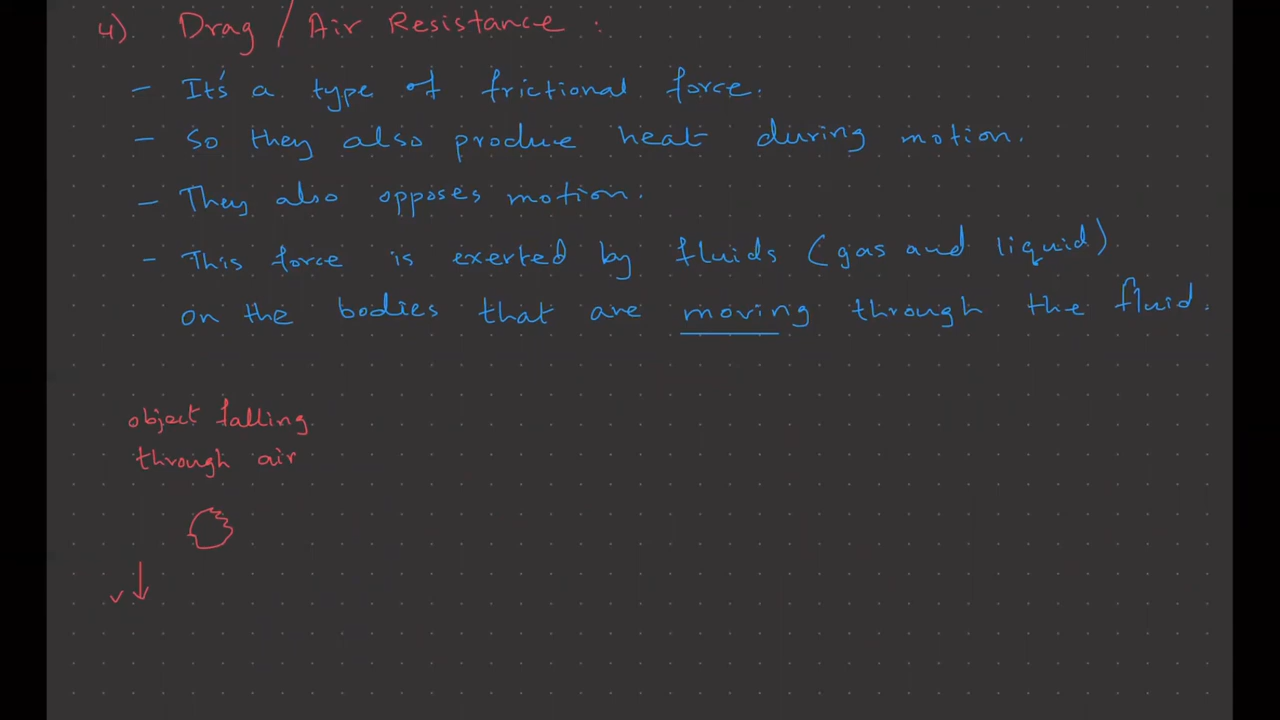 4) Drag / Air Resistance :
- It's a type of frictional force.
- So they also produce heat during motion.
- They also opposes motion.
- This force is exerted by fluids (gas and liquid)
on the bodies that are moving through the fluid.
object falling
through air
v